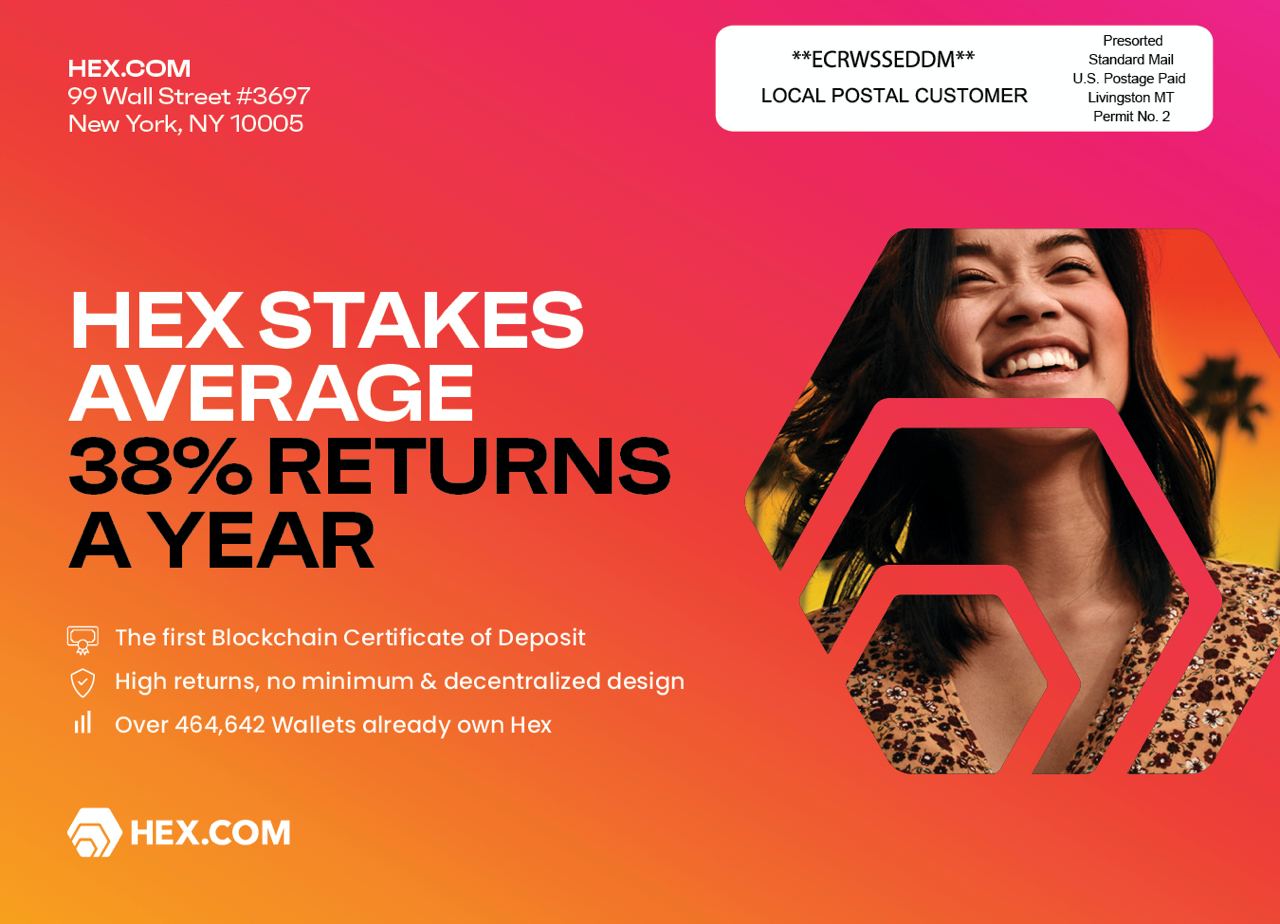 HEX.COM
99 Wall Street #3697
New York, NY 10005
**ECRWSSEDDM**
LOCAL POSTAL CUSTOMER
Presorted
Standard Mail
U.S. Postage Paid
Livingston MT
Permit No. 2
HEX STAKES
AVERAGE
38% RETURNS
A YEAR
The first Blockchain Certificate of Deposit
High returns, no minimum & decentralized design
Over 464,642 Wallets already own Hex
HEX.COM